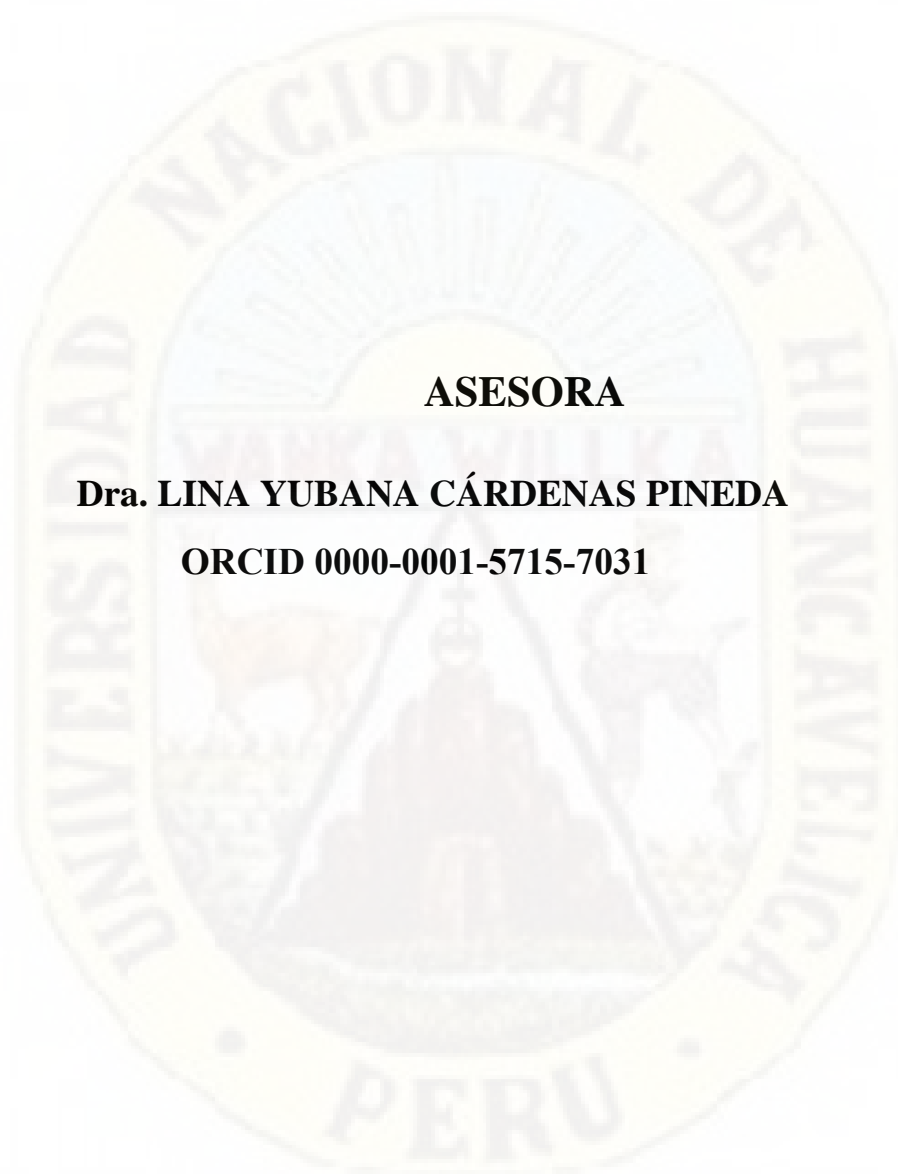 UNIVERSIDAD NACIONAL DE HUANCAVELICA
ASESORA
WANKA WILLKA
Dra. LINA YUBANA CÁRDENAS PINEDA
ORCID 0000-0001-5715-7031
PERU